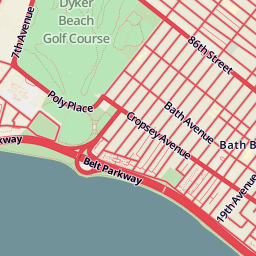 Dyker
Beach
Golf Course
7th Avenue
86th Street
Poly Place
Bath Avenue
Cropsey Avenue
Bath B
kway
Belt Parkway
19th Avenue